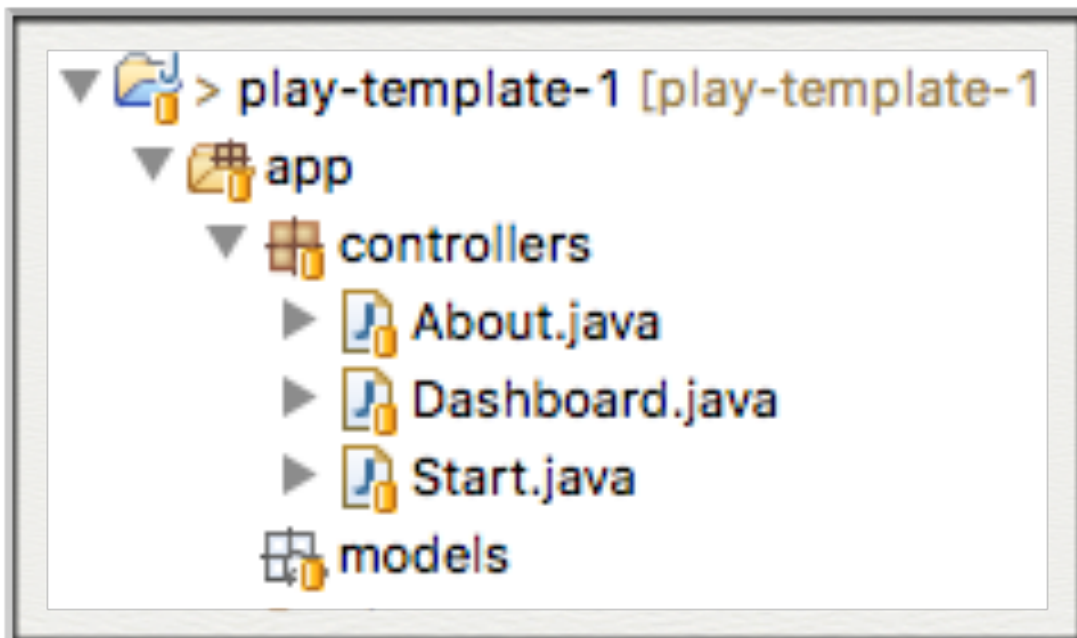 > play-template-1 [play-template-1
app
controllers
About.java
Dashboard.java
Start.java
models